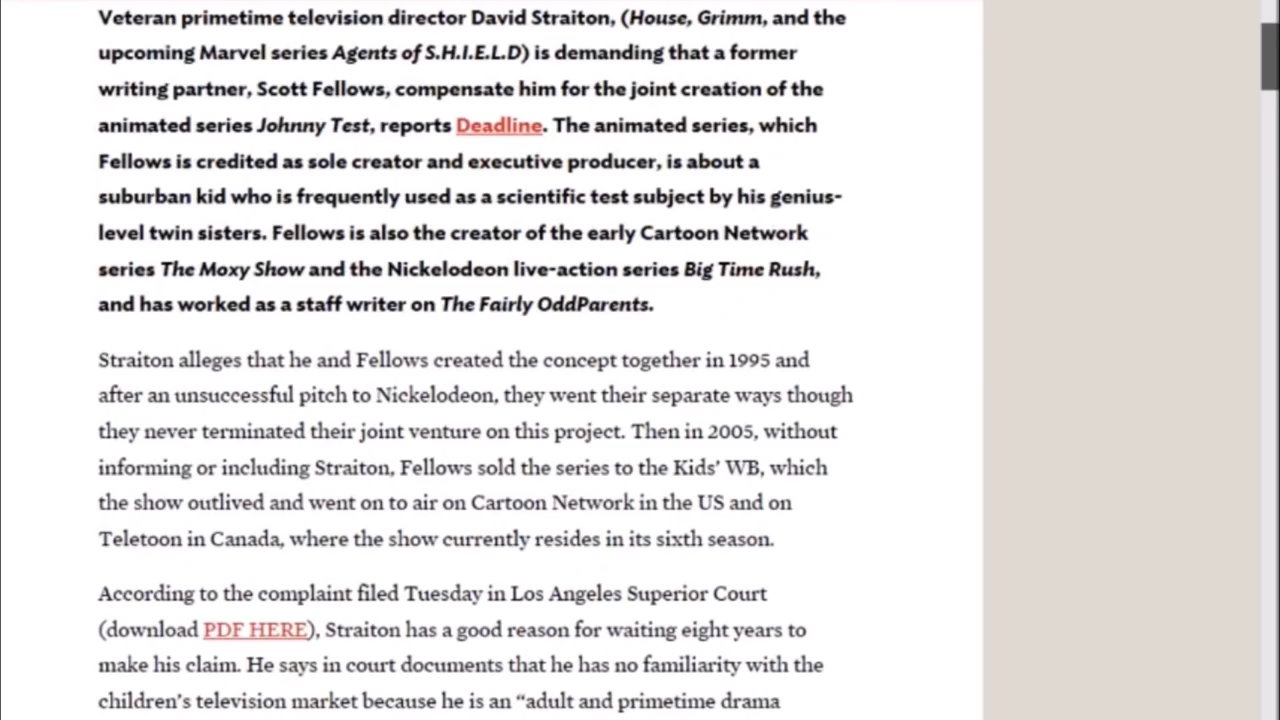 Veteran primetime television director David Straiton, (House, Grimm, and the
upcoming Marvel series Agents of S.H.I.E.L.D) is demanding that a former
writing partner, Scott Fellows, compensate him for the joint creation of the
animated series Johnny Test, reports Deadline. The animated series, which
Fellows is credited as sole creator and executive producer, is about a
suburban kid who is frequently used as a scientific test subject by his genius-
level twin sisters. Fellows is also the creator of the early Cartoon Network
series The Moxy Show and the Nickelodeon live-action series Big Time Rush,
and has worked as a staff writer on The Fairly OddParents.
Straiton alleges that he and Fellows created the concept together in 1995 and
after an unsuccessful pitch to Nickelodeon, they went their separate ways though
they never terminated their joint venture on this project. Then in 2005, without
informing or including Straiton, Fellows sold the series to the Kids’ WB, which
the show outlived and went on to air on Cartoon Network in the US and on
Teletoon in Canada, where the show currently resides in its sixth season.
According to the complaint filed Tuesday in Los Angeles Superior Court
(download PDF HERE), Straiton has a good reason for waiting eight years to
make his claim. He says in court documents that he has no familiarity with the
children’s television market because he is an “adult and primetime drama